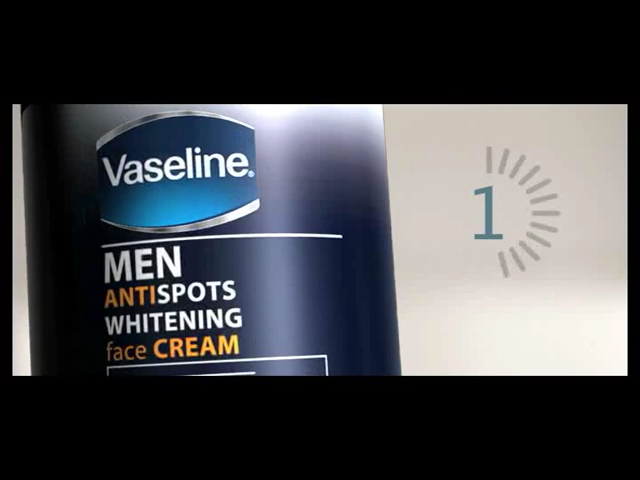 Vaseline®
MEN
ANTISPOTS
WHITENING
face CREAM
1